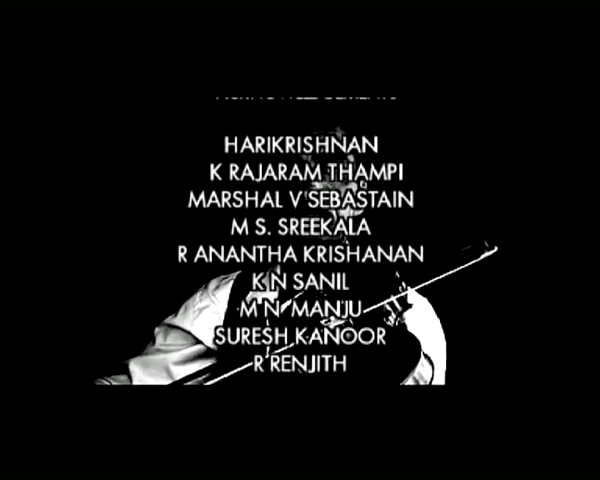 HARIKRISHNAN
K RAJARAM THAMPI
MARSHAL V SEBASTAIN
M S. SREEKALA
R ANANTHA KRISHANAN
K N SANIL
M N MANJU
SURESH KANOOR
R RENJITH